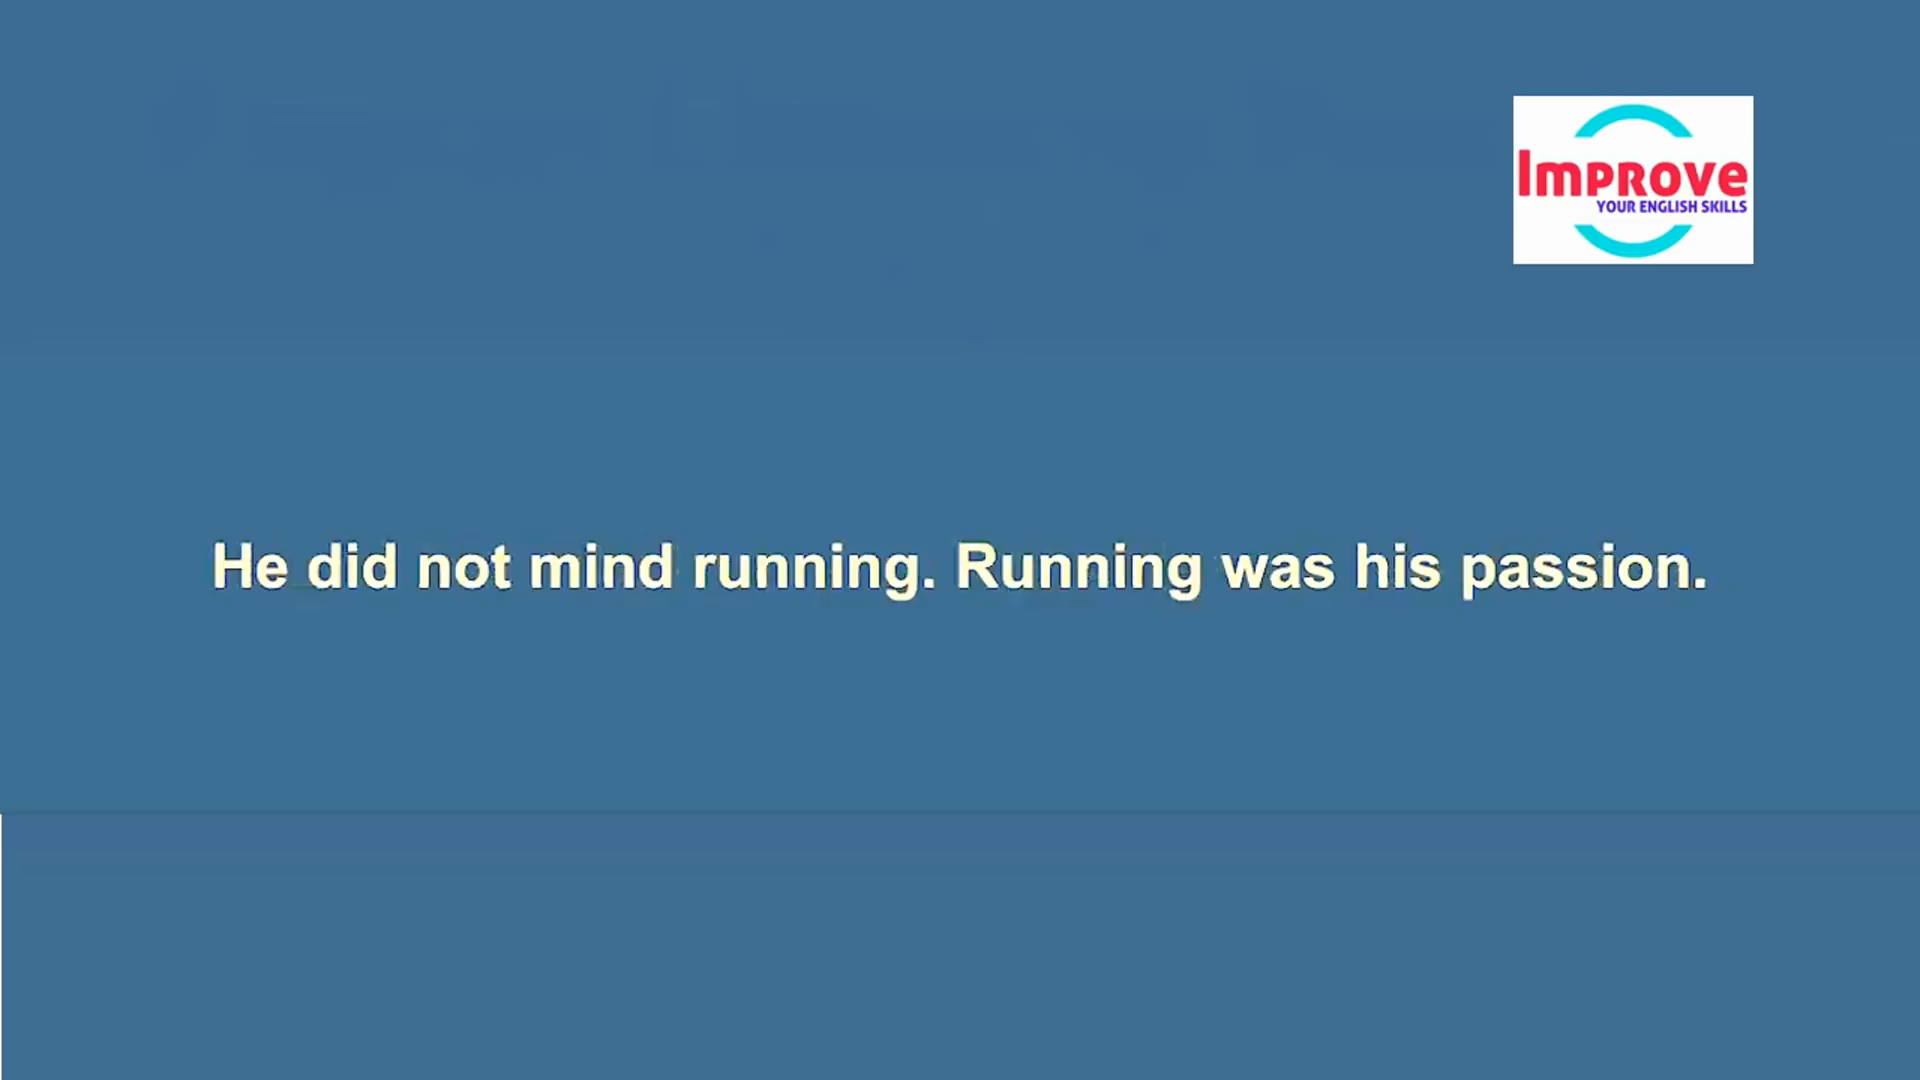 Improve
YOUR ENGLISH SKILLS
He did not mind running. Running was his passion.